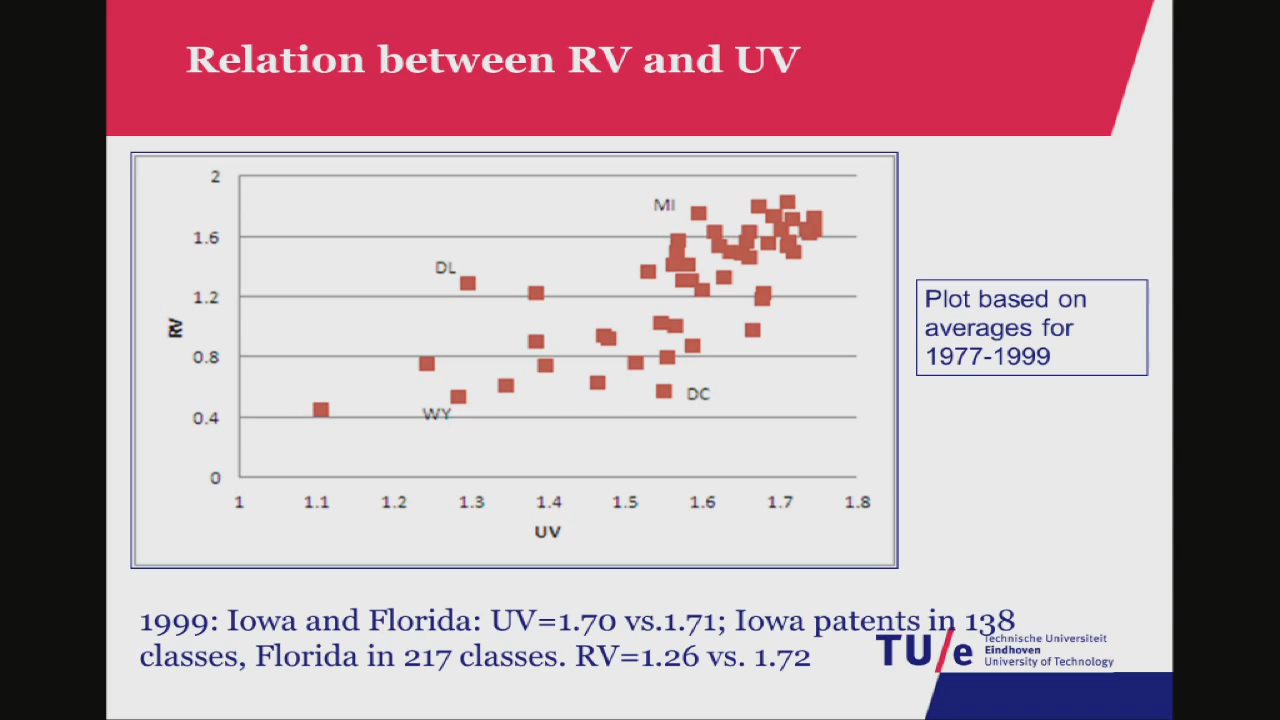 Relation between RV and UV
2
1.6
1.2
0.8
0.4
0
RV
MI
DL
WY
DC
1 1.1 1.2 1.3 1.4 1.5 1.6 1.7 1.8
UV
Plot based on
averages for
1977-1999
1999: Iowa and Florida: UV=1.70 vs.1.71; Iowa patents in 138
classes, Florida in 217 classes. RV=1.26 vs. 1.72
TU/e
Technische Universiteit
Eindhoven
University of Technology